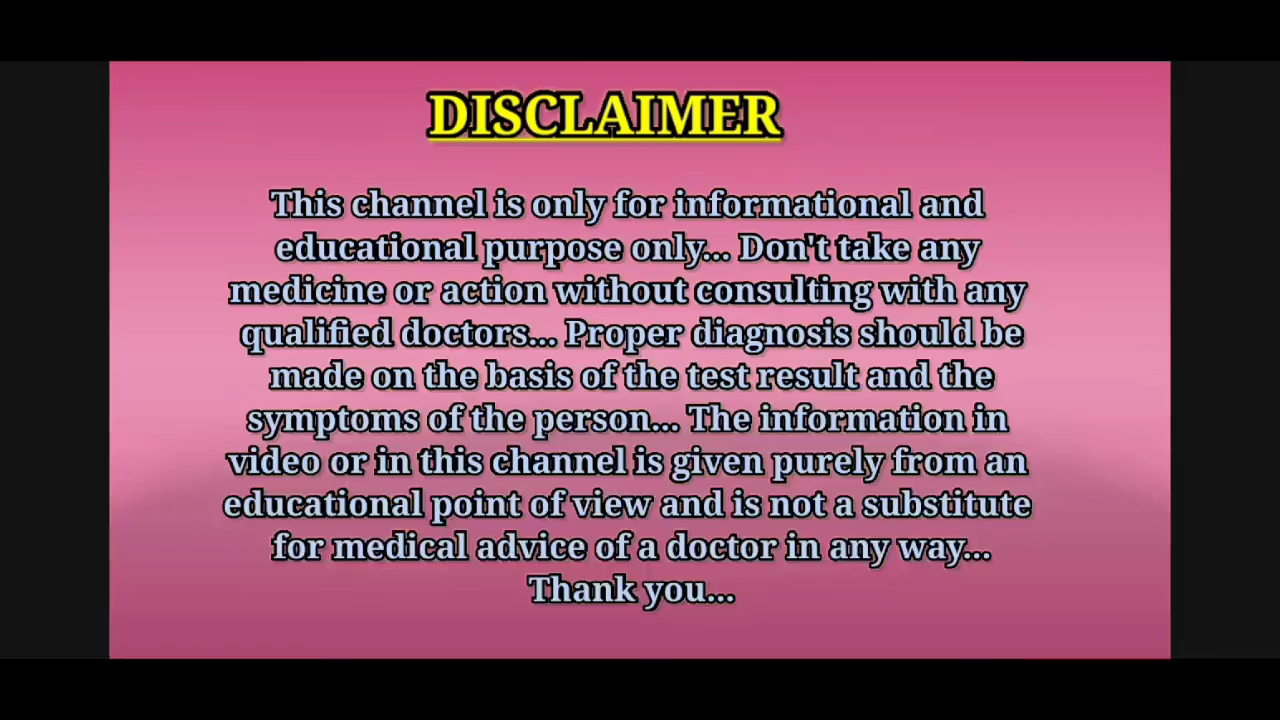 DISCLAIMER
This channel is only for informational and
educational purpose only... Don't take any
medicine or action without consulting with any
qualified doctors... Proper diagnosis should be
made on the basis of the test result and the
symptoms of the person... The information in
video or in this channel is given purely from an
educational point of view and is not a substitute
for medical advice of a doctor in any way...
Thank you...